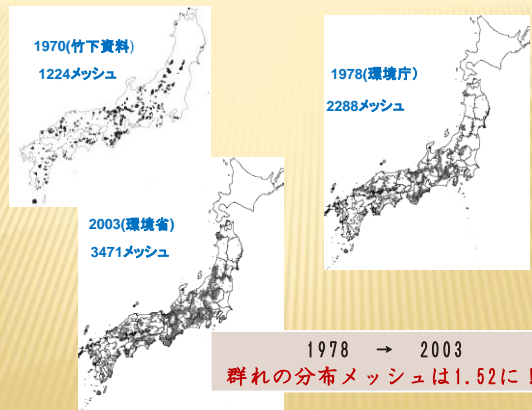 1970(竹下資料)
1224メッシュ
1978(環境庁)
2288メッシュ
2003(環境省)
3471メッシュ
1978 → 2003
群れの分布メッシュは1.52に!